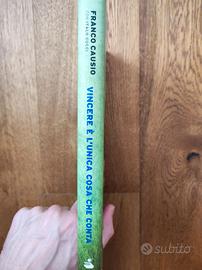 FRANCO CAUSIO
VINCERE È L'UNICA COSA CHE CONTA
subito